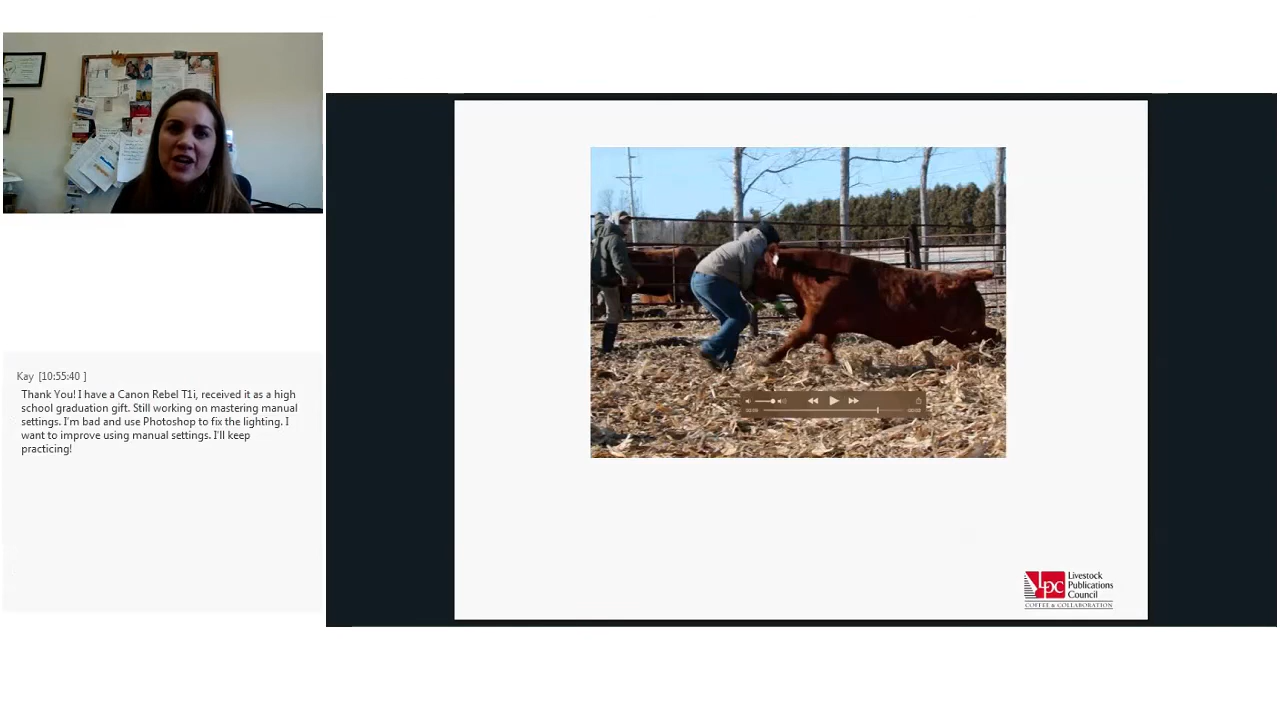 Kay [10:55:40 ]
Thank You! I have a Canon Rebel T1i, received it as a high
school graduation gift. Still working on mastering manual
settings. I'm bad and use Photoshop to fix the lighting. I
want to improve using manual settings. I'll keep
practicing!
LPC
Livestock
Publications
Council
COFFEE & COLLABORATION